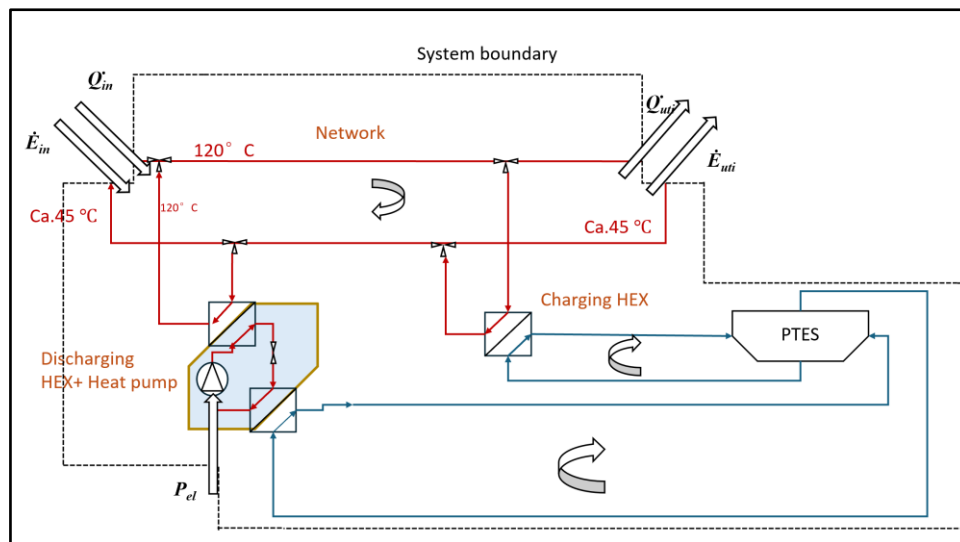 System boundary
Q̇in
Q̇uti
Ėin
Network
Ėuti
120° C
120° C
Ca.45 ℃
Ca.45 ℃
Charging HEX
PTES
Discharging
HEX+ Heat pump
Pel